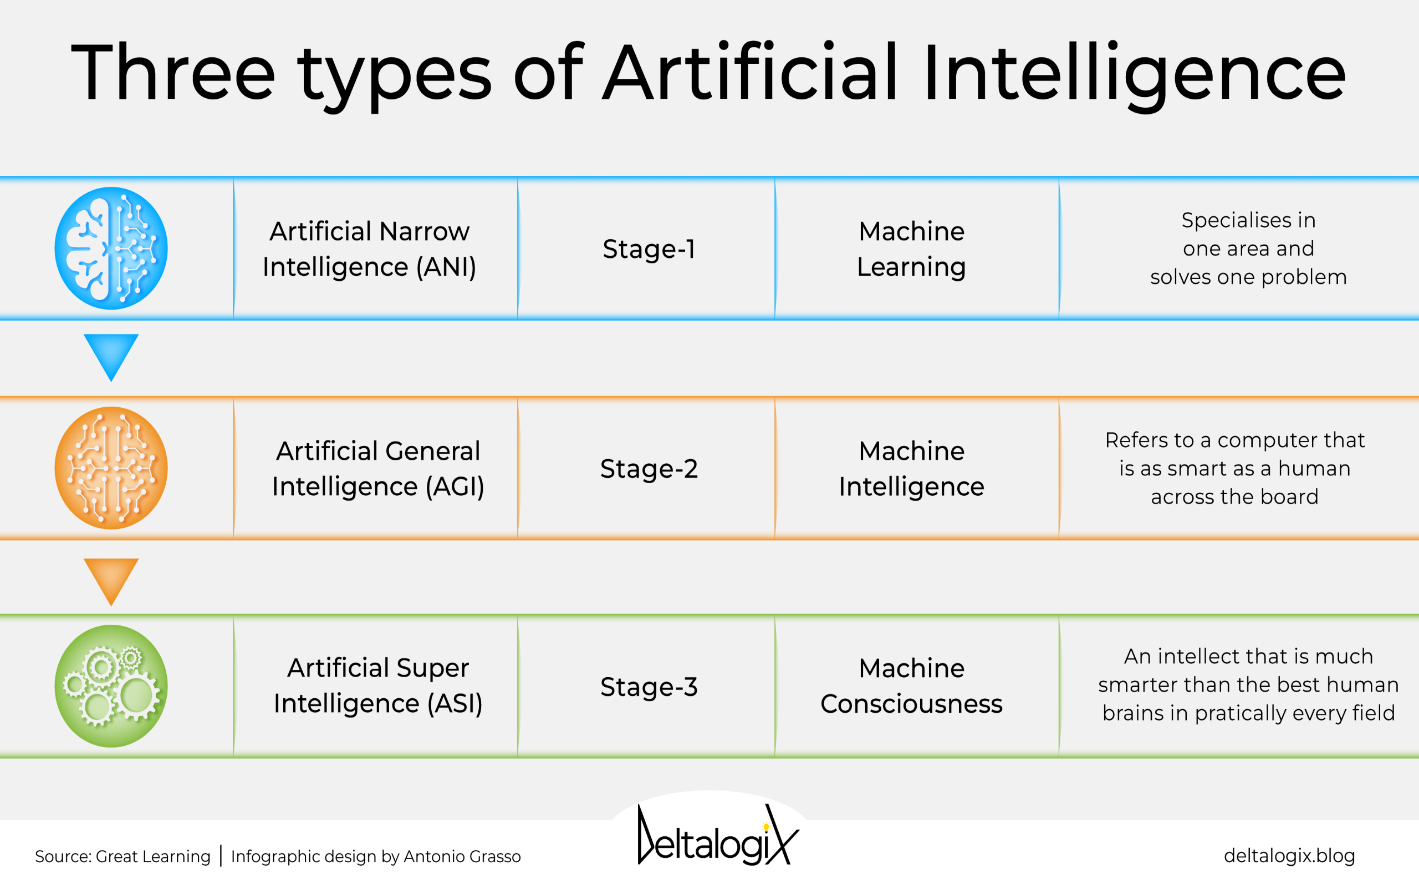 Three types of Artificial Intelligence
Artificial Narrow
Intelligence (ANI)
Stage-1
Machine
Learning
Specialises in
one area and
solves one problem
Artificial General
Intelligence (AGI)
Stage-2
Machine
Intelligence
Refers to a computer that
is as smart as a human
across the board
Artificial Super
Intelligence (ASI)
Stage-3
Machine
Consciousness
An intellect that is much
smarter than the best human
brains in pratically every field
Source: Great Learning | Infographic design by Antonio Grasso
DeltalogiX
deltalogix.blog